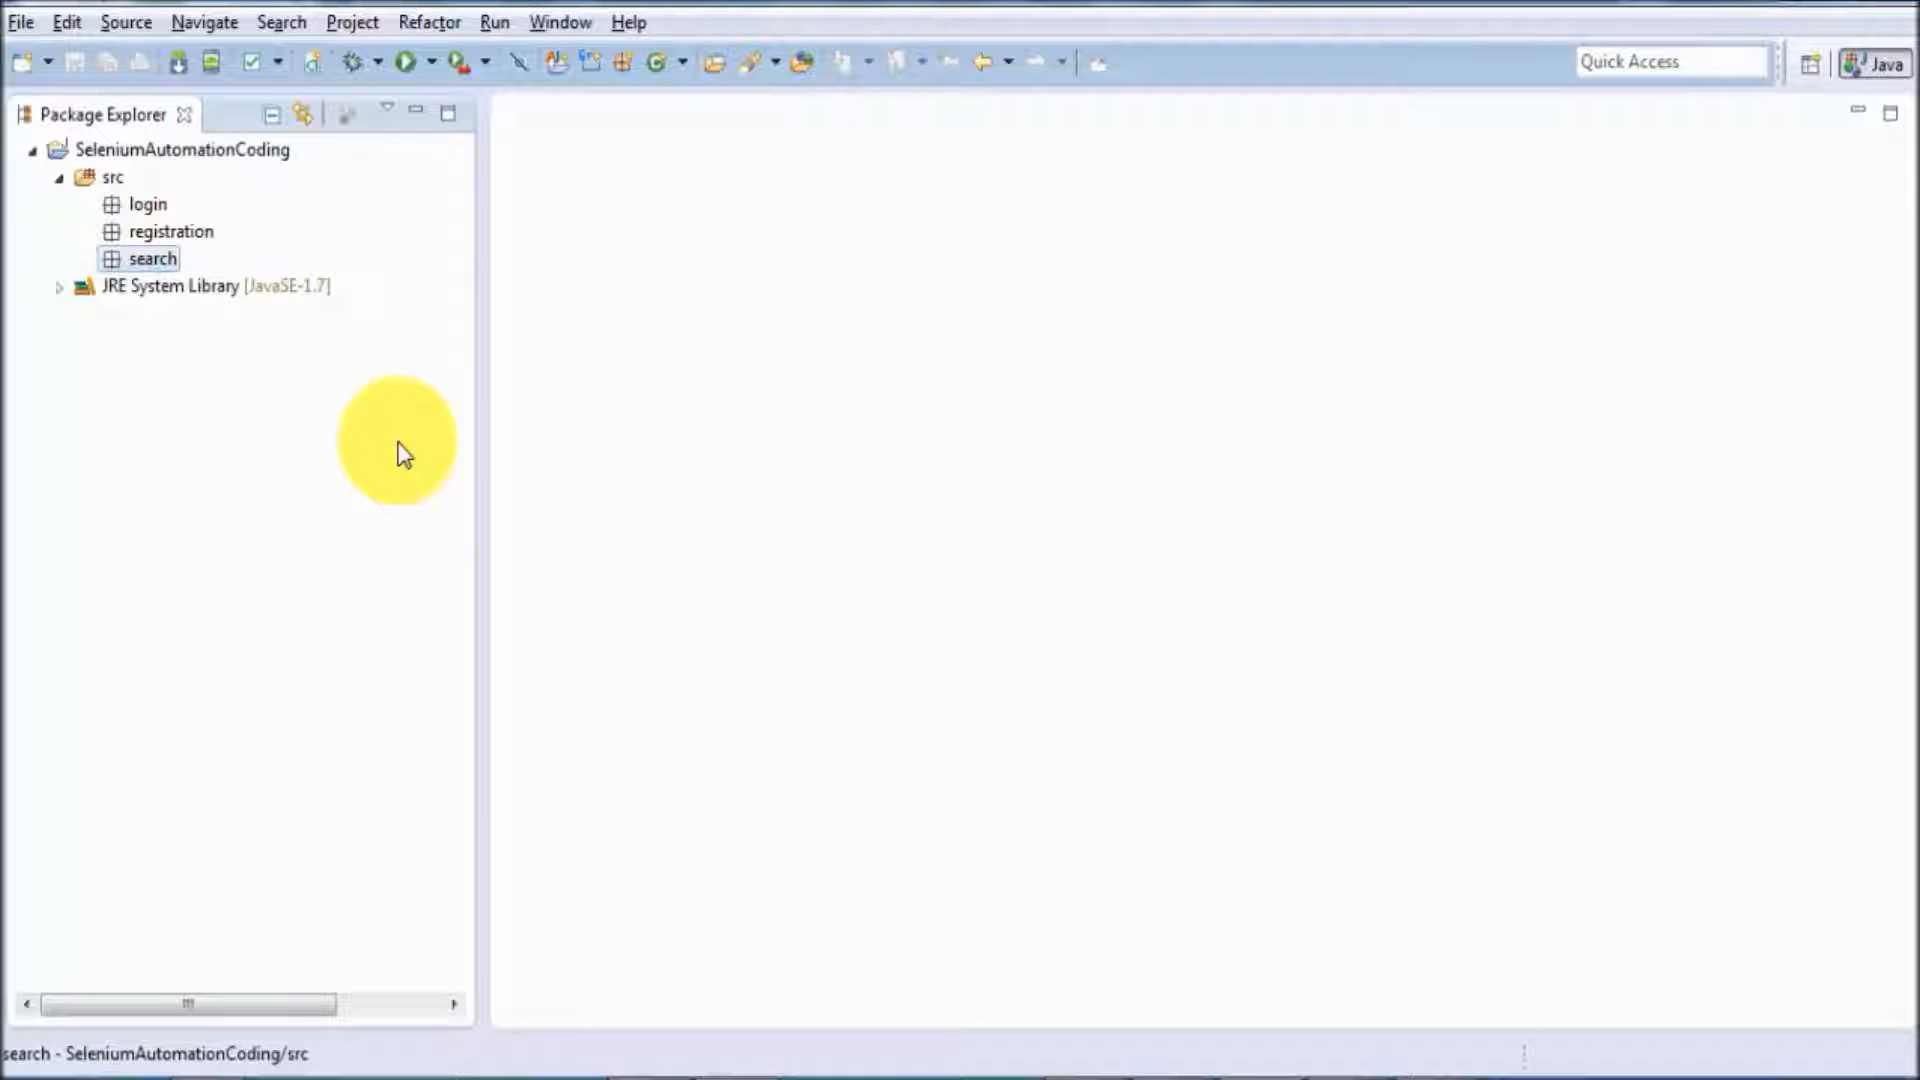 File Edit Source Navigate Search Project Refactor Run Window Help
Quick Access
Java
Package Explorer
SeleniumAutomationCoding
src
login
registration
search
JRE System Library [JavaSE-1.7]
search - SeleniumAutomationCoding/src